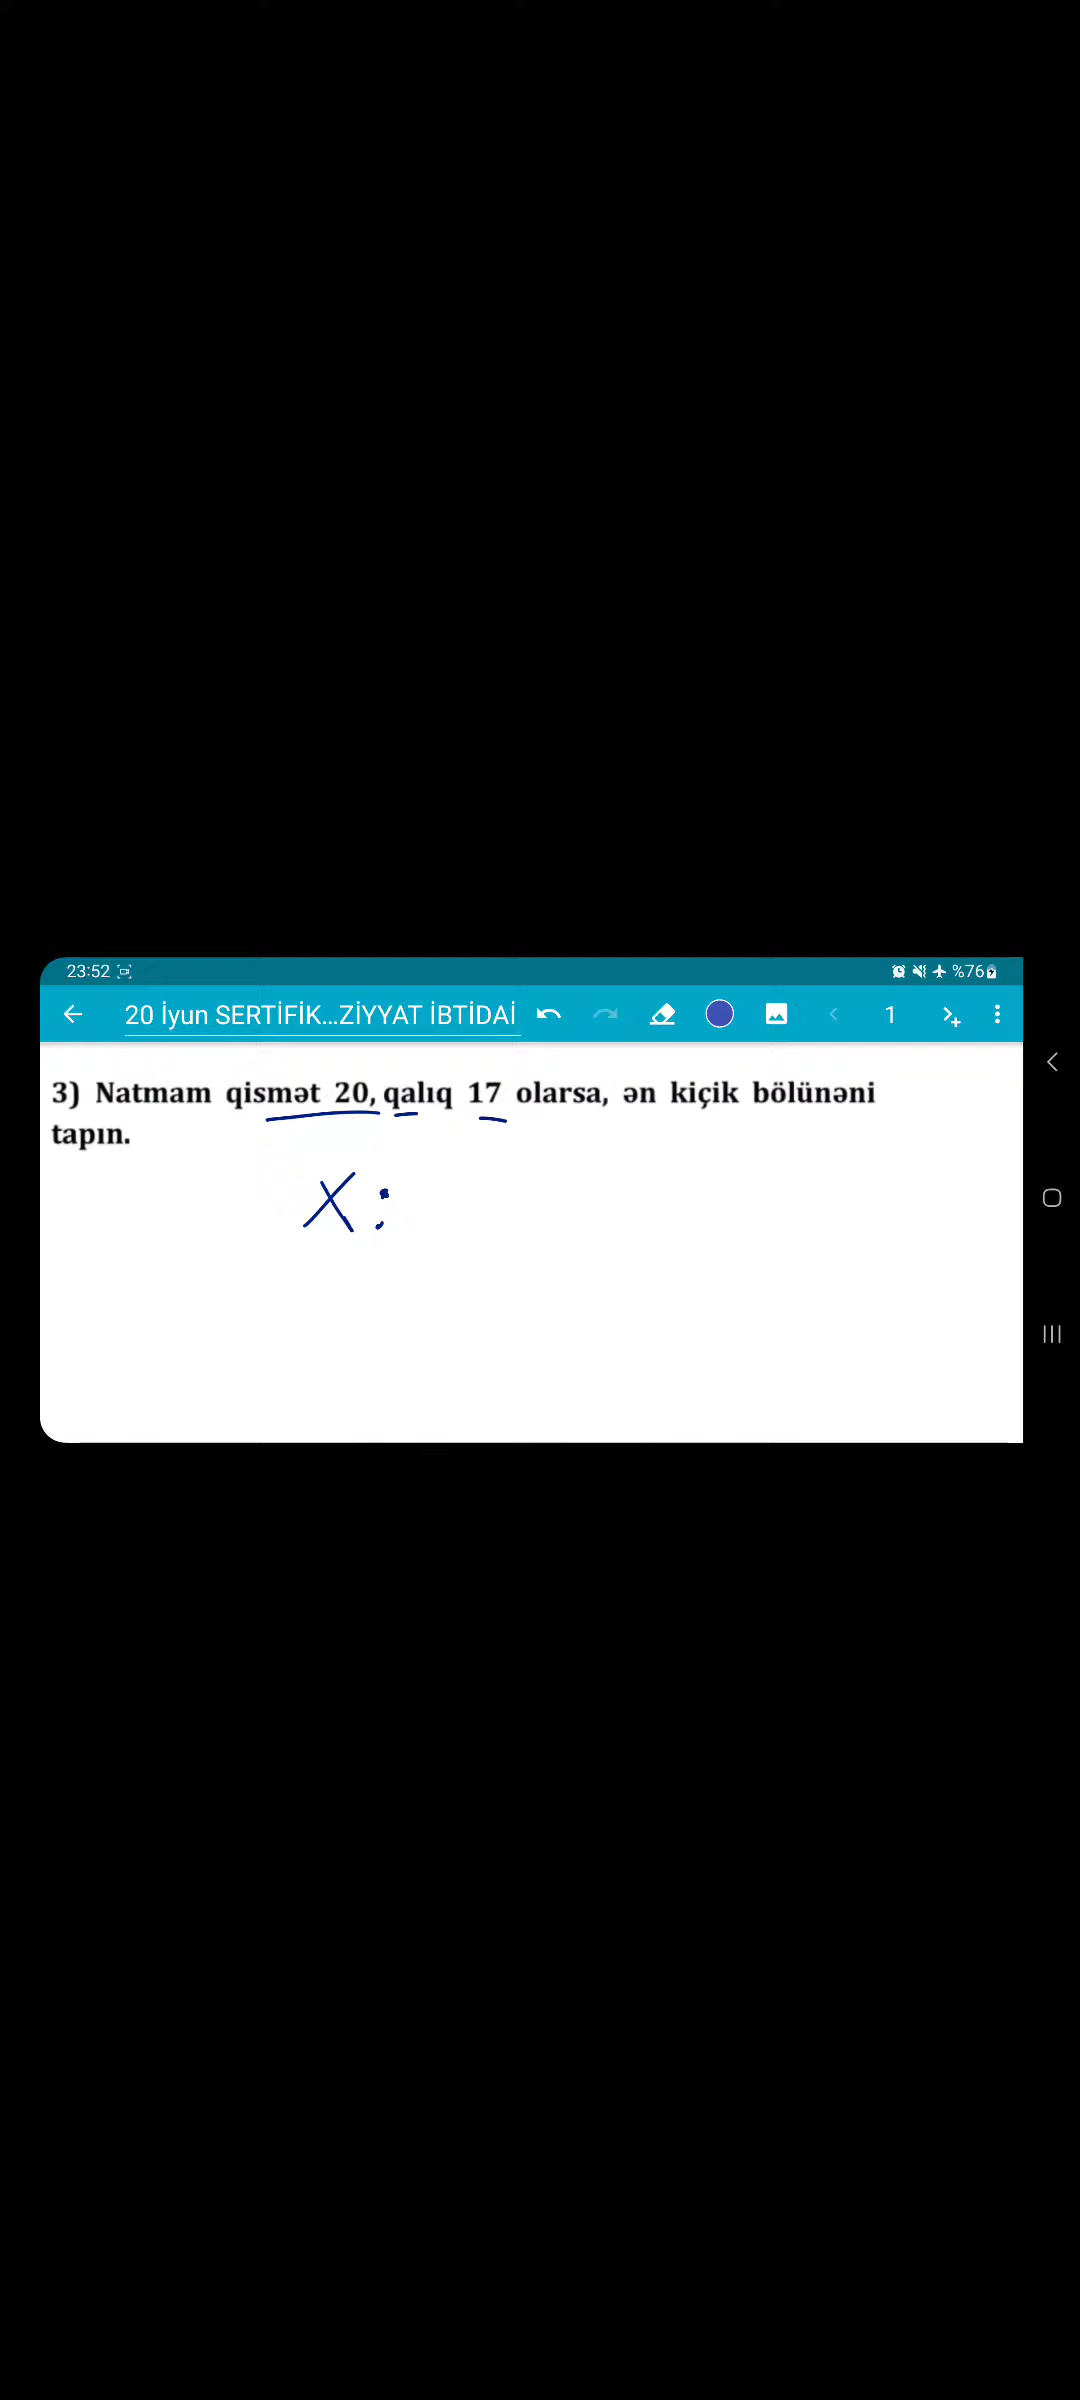 23:52 %76
20 İyun SERTİFİK...ZİYYAT İBTİDAİ 1
3) Natmam qismət 20, qalıq 17 olarsa, ən kiçik bölünəni
tapın.
X: